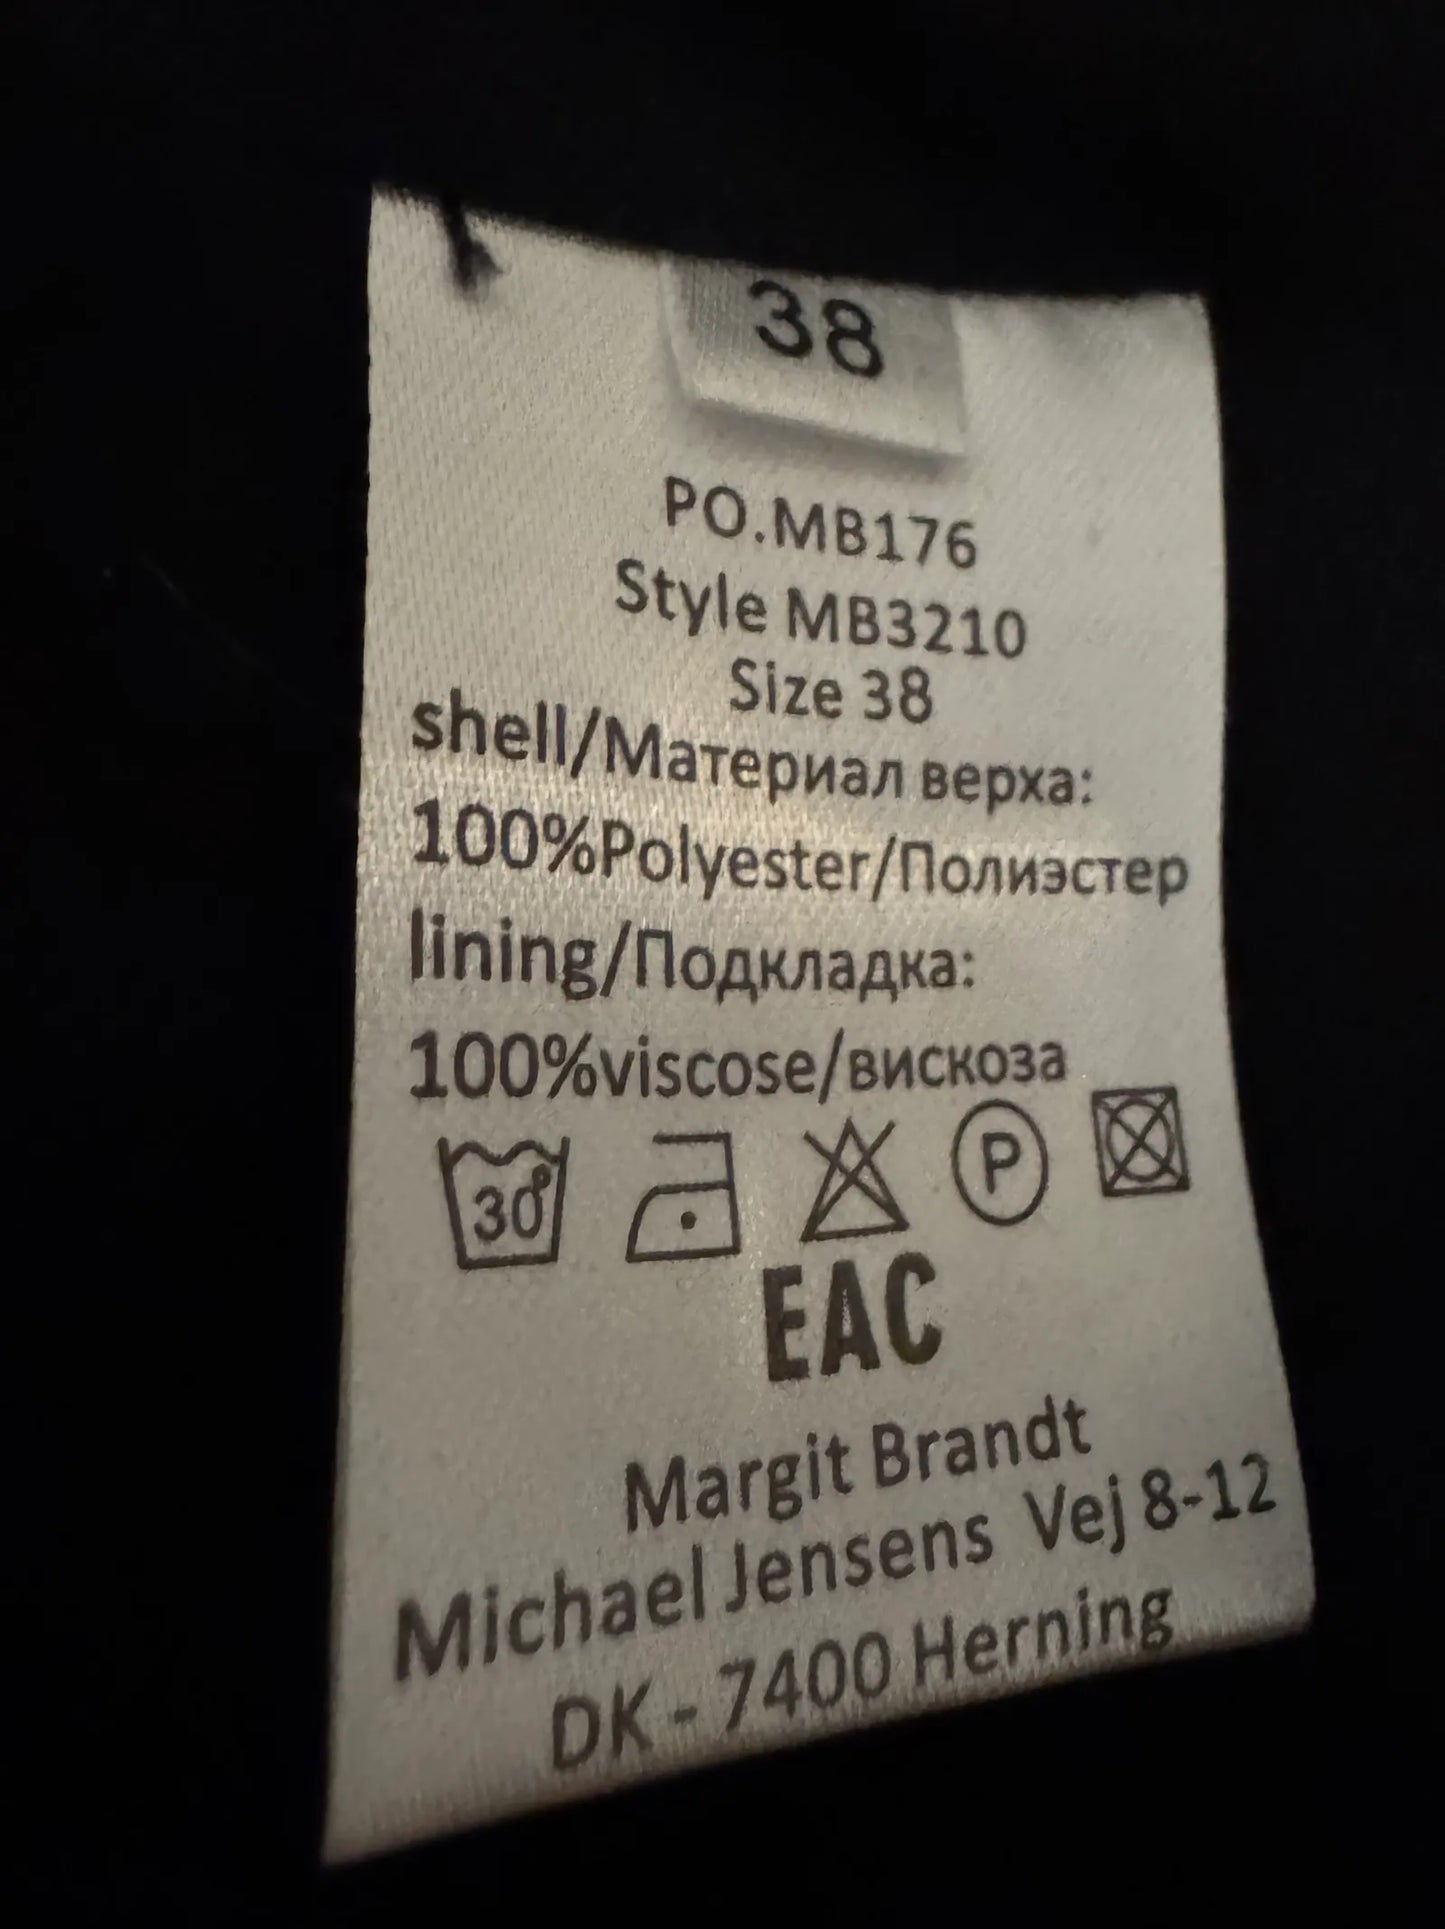 38
PO.MB176
Style MB3210
Size 38
shell/Материал верха:
100%Polyester/Полиэстер
lining/Подкладка:
100%viscose/вискоза
30° P
EAC
Margit Brandt
Michael Jensens Vej 8-12
DK - 7400 Herning